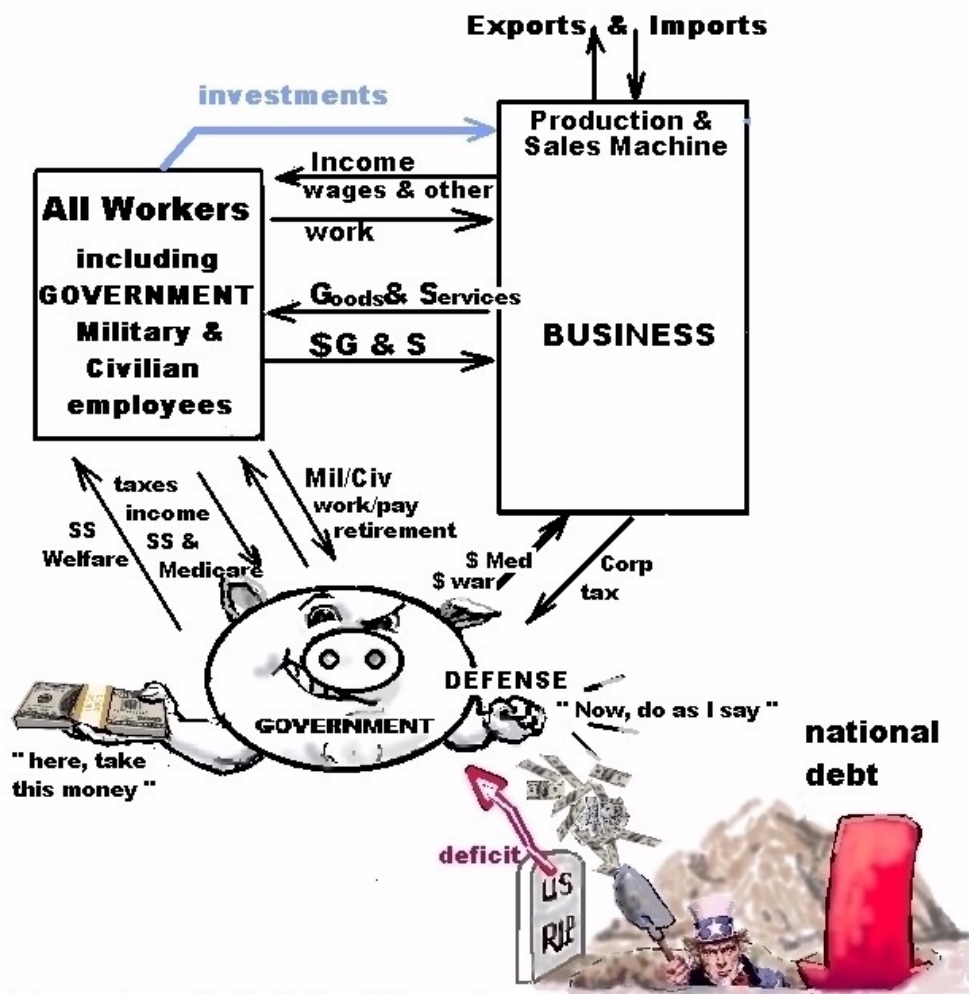 Exports & Imports
investments
Production &
Sales Machine
Income
wages & other
work
Goods& Services
$G & S
All Workers
including
GOVERNMENT
Military &
Civilian
employees
BUSINESS
SS
Welfare
taxes
income
SS &
Medicare
Mil/Civ
work/pay
retirement
$ Med
$ war
Corp
tax
DEFENSE
GOVERNMENT
" Now, do as I say "
" here, take
this money "
national
debt
deficit
US
RIP